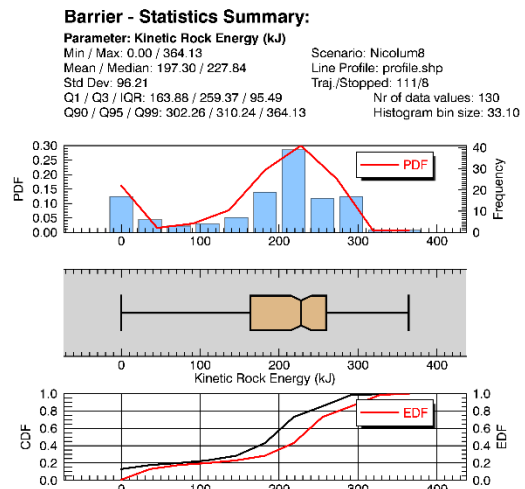 Barrier - Statistics Summary:
Parameter: Kinetic Rock Energy (kJ)
Min / Max: 0.00 / 364.13
Scenario: Nicolum8
Mean / Median: 197.30 / 227.84
Line Profile: profile.shp
Std Dev: 96.21
Traj./Stopped: 111/8
Q1 / Q3 / IQR: 163.88 / 259.37 / 95.49
Nr of data values: 130
Q90 / Q95 / Q99: 302.26 / 310.24 / 364.13
Histogram bin size: 33.10
0.30
0.25
0.20
0.15
0.10
0.05
0.00
PDF
PDF
40
30
20
10
0
Frequency
0 100 200 300 400
0 100 200 300 400
Kinetic Rock Energy (kJ)
1.0
0.8
0.6
0.4
0.2
0.0
CDF
EDF
1.0
0.8
0.6
0.4
0.2
0.0
EDF
0 100 200 300 400